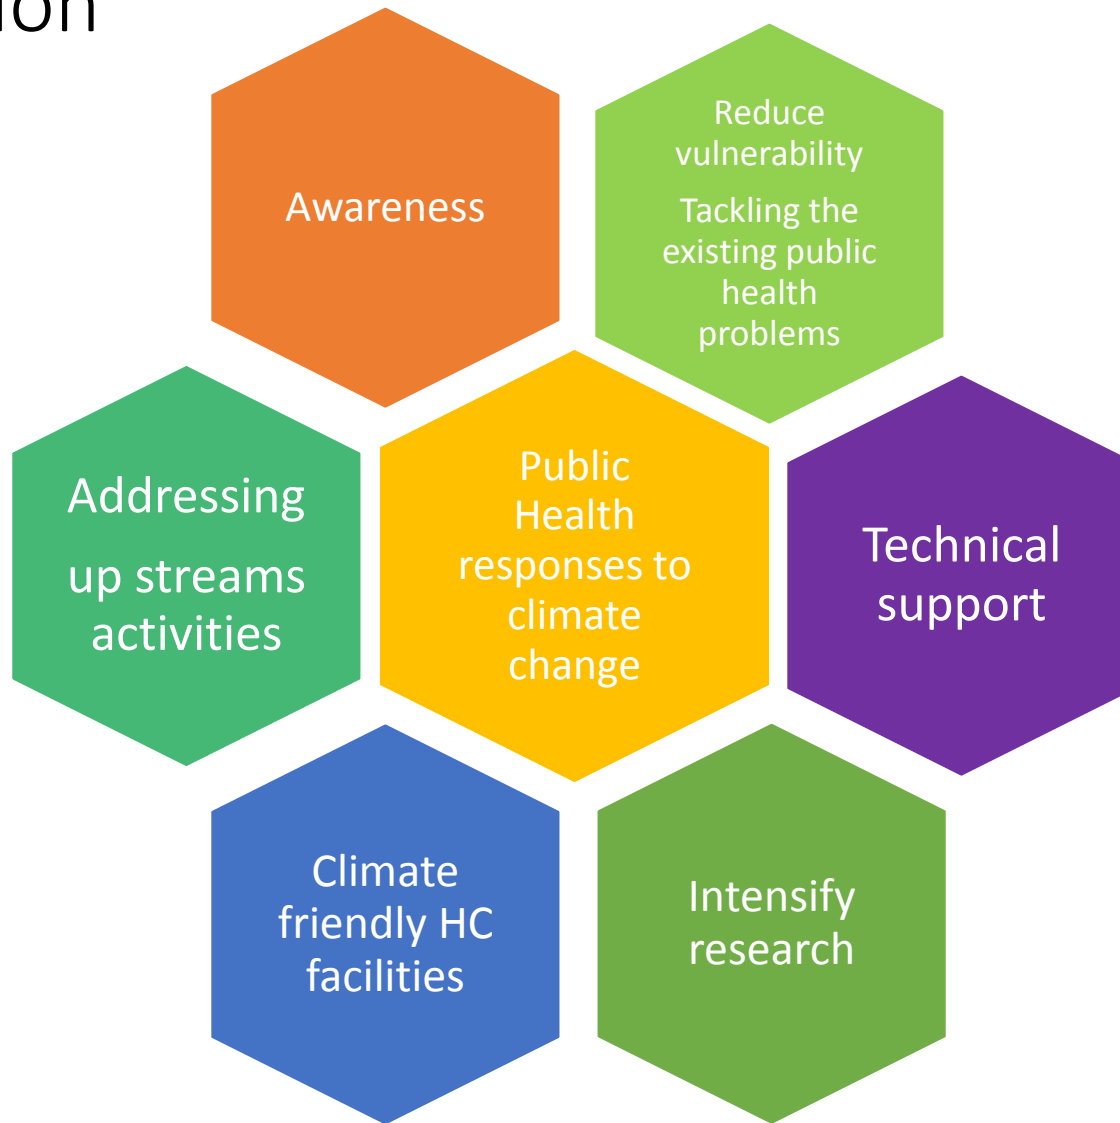 Awareness
Reduce
vulnerability
Tackling the
existing public
health
problems
Addressing
up streams
activities
Public
Health
responses to
climate
change
Technical
support
Climate
friendly HC
facilities
Intensify
research